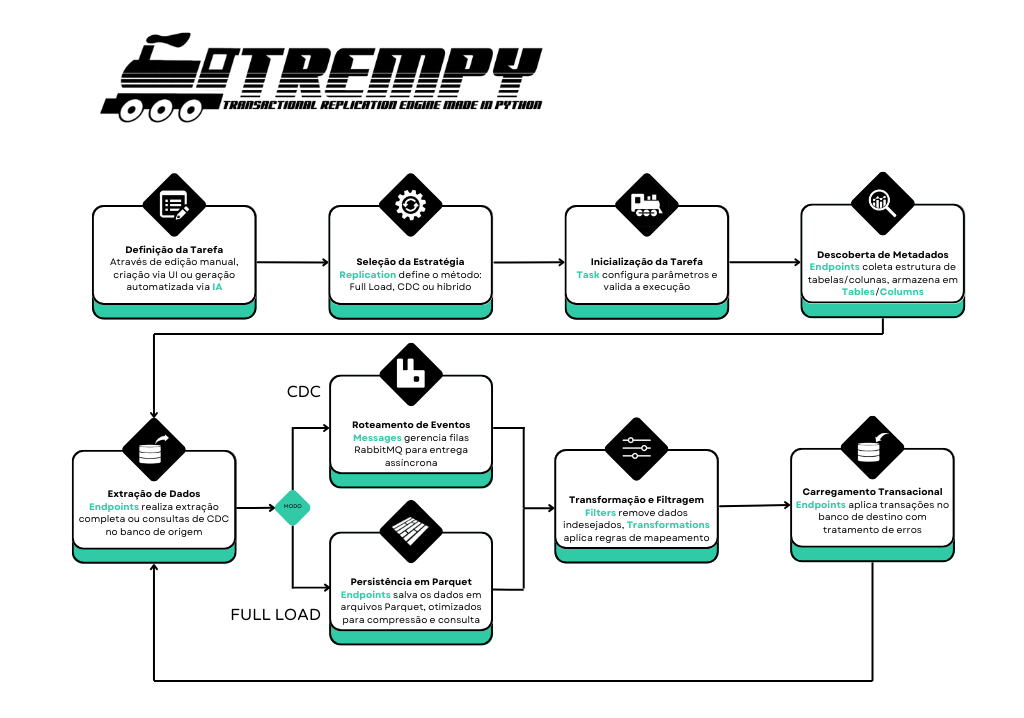 TREMPY
TRANSACTIONAL REPLICATION ENGINE MADE IN PYTHON
Definição da Tarefa
Através de edição manual,
criação via UI ou geração
automatizada via IA
Seleção da Estratégia
Replication define o método:
Full Load, CDC ou híbrido
Inicialização da Tarefa
Task configura parâmetros e
valida a execução
Descoberta de Metadados
Endpoints coleta estrutura de
tabelas/colunas, armazena em
Tables/Columns
Extração de Dados
Endpoints realiza extração
completa ou consultas de CDC
no banco de origem
MODO
CDC
Roteamento de Eventos
Messages gerencia filas
RabbitMQ para entrega
assíncrona
FULL LOAD
Persistência em Parquet
Endpoints salva os dados em
arquivos Parquet, otimizados
para compressão e consulta
Transformação e Filtragem
Filters remove dados
indesejados, Transformations
aplica regras de mapeamento
Carregamento Transacional
Endpoints aplica transações no
banco de destino com
tratamento de erros